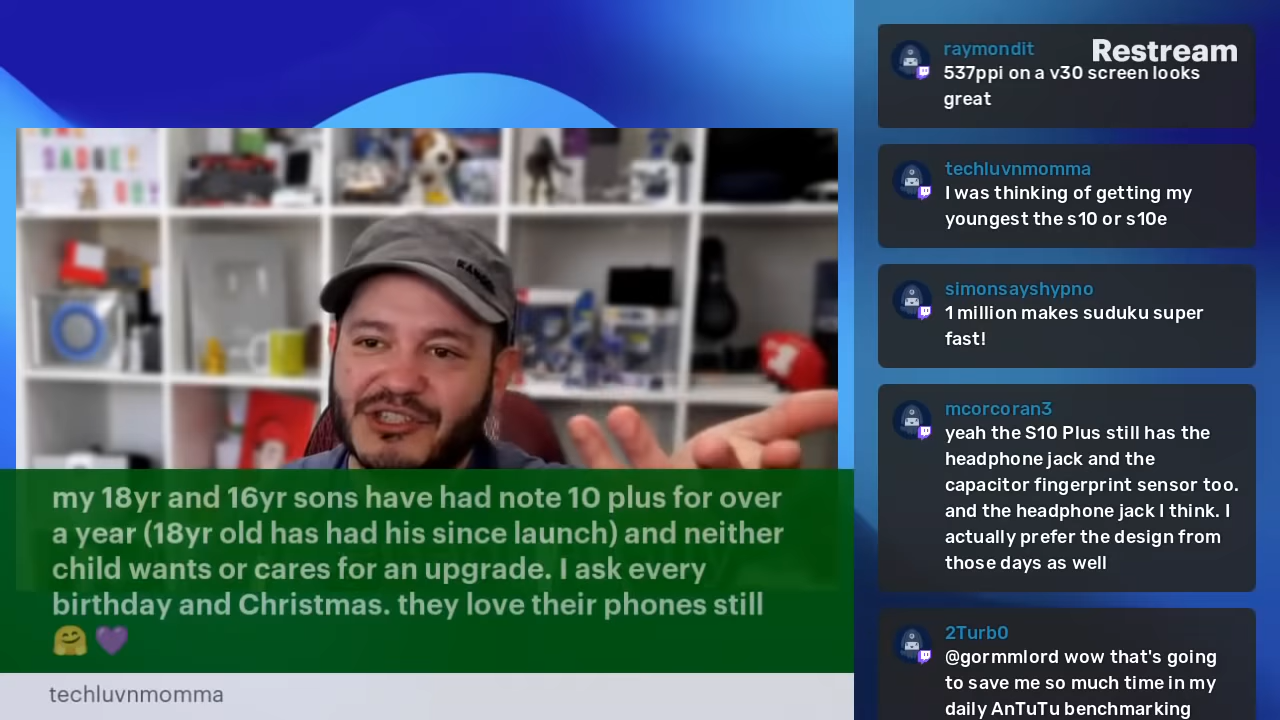 SADGET
BOY
KANGOL
my 18yr and 16yr sons have had note 10 plus for over
a year (18yr old has had his since launch) and neither
child wants or cares for an upgrade. I ask every
birthday and Christmas. they love their phones still
🤗 💜
techluvnmomma
Restream
raymondit
537ppi on a v30 screen looks
great
techluvnmomma
I was thinking of getting my
youngest the s10 or s10e
simonsayshypno
1 million makes suduku super
fast!
mcorcoran3
yeah the S10 Plus still has the
headphone jack and the
capacitor fingerprint sensor too.
and the headphone jack I think. I
actually prefer the design from
those days as well
2Turb0
@gormmlord wow that's going
to save me so much time in my
daily AnTuTu benchmarking